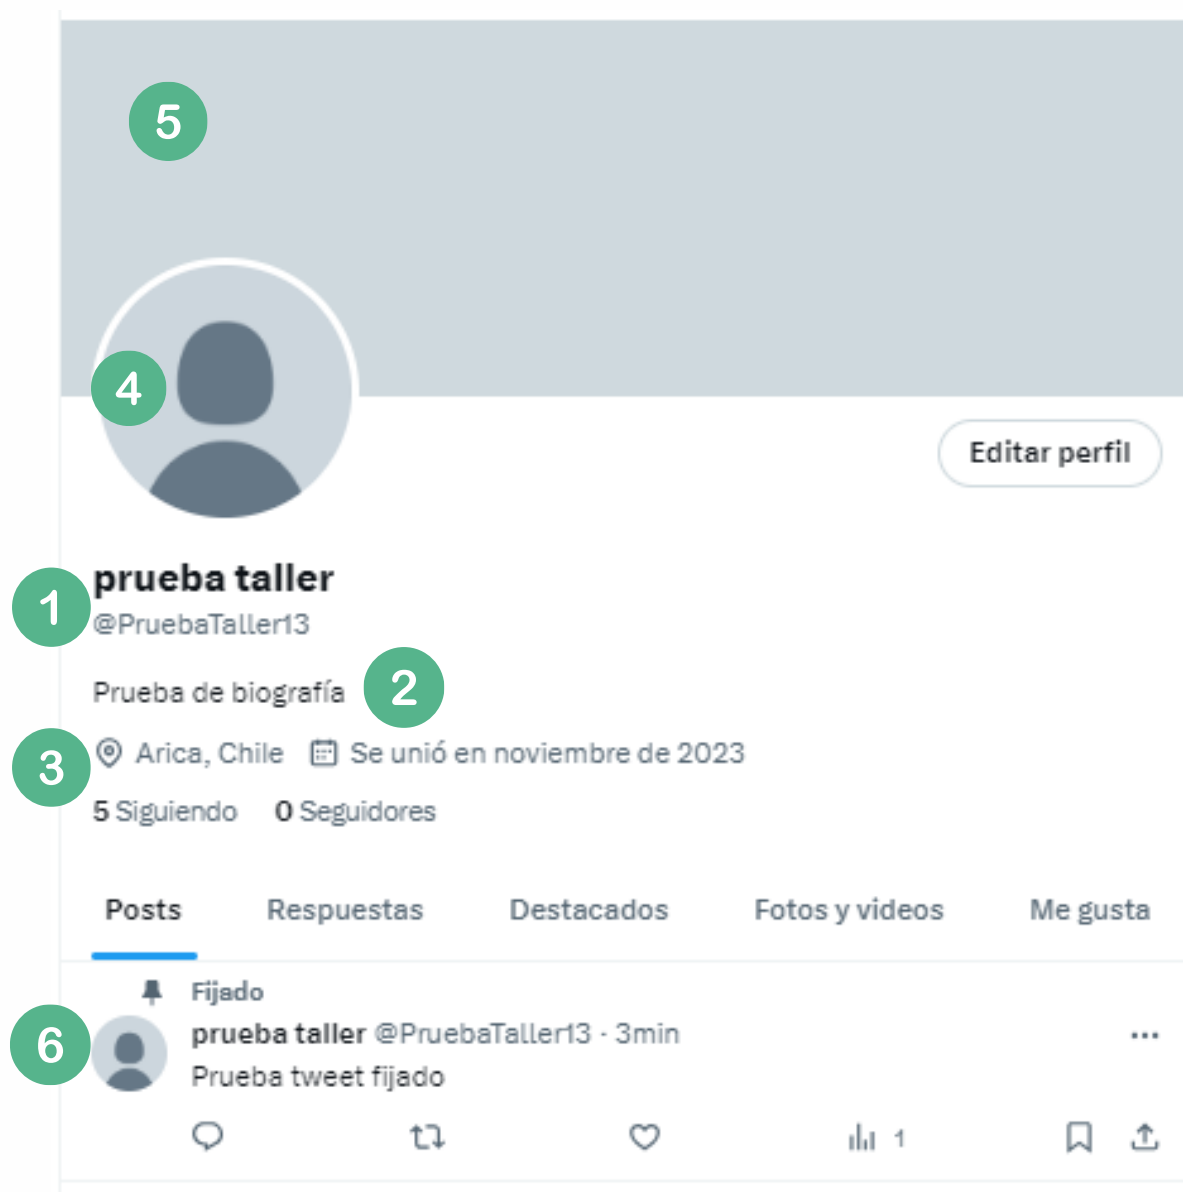 5
4
Editar perfil
1
prueba taller
@PruebaTaller13
Prueba de biografía 2
3
Arica, Chile Se unió en noviembre de 2023
5 Siguiendo 0 Seguidores
Posts Respuestas Destacados Fotos y videos Me gusta
Fijado
6
prueba taller @PruebaTaller13 · 3min
Prueba tweet fijado
1